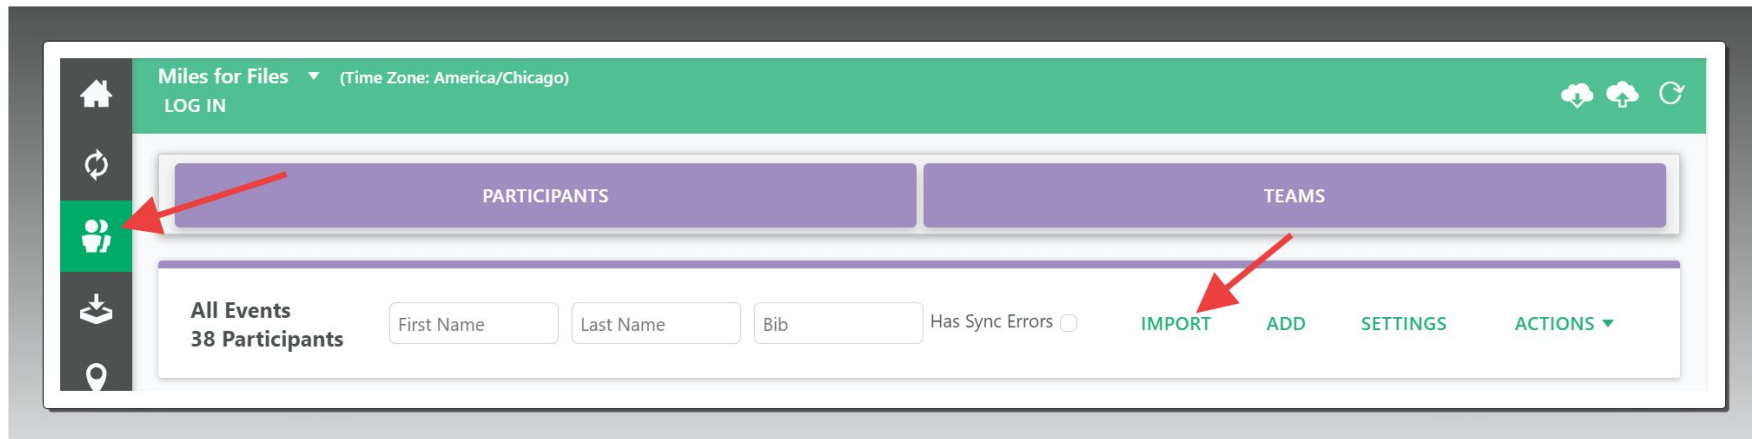 Miles for Files ▼ (Time Zone: America/Chicago)
LOG IN
PARTICIPANTS TEAMS
All Events
38 Participants
First Name Last Name Bib Has Sync Errors IMPORT ADD SETTINGS ACTIONS ▼